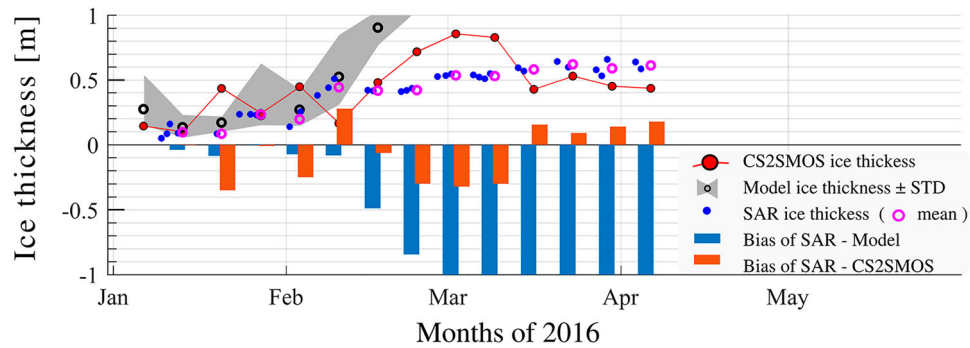 1
0.5
0
-0.5
-1
Ice thickness [m]
CS2SMOS ice thickess
Model ice thickness ± STD
SAR ice thickess ( mean)
Bias of SAR - Model
Bias of SAR - CS2SMOS
Jan Feb Mar Apr May
Months of 2016